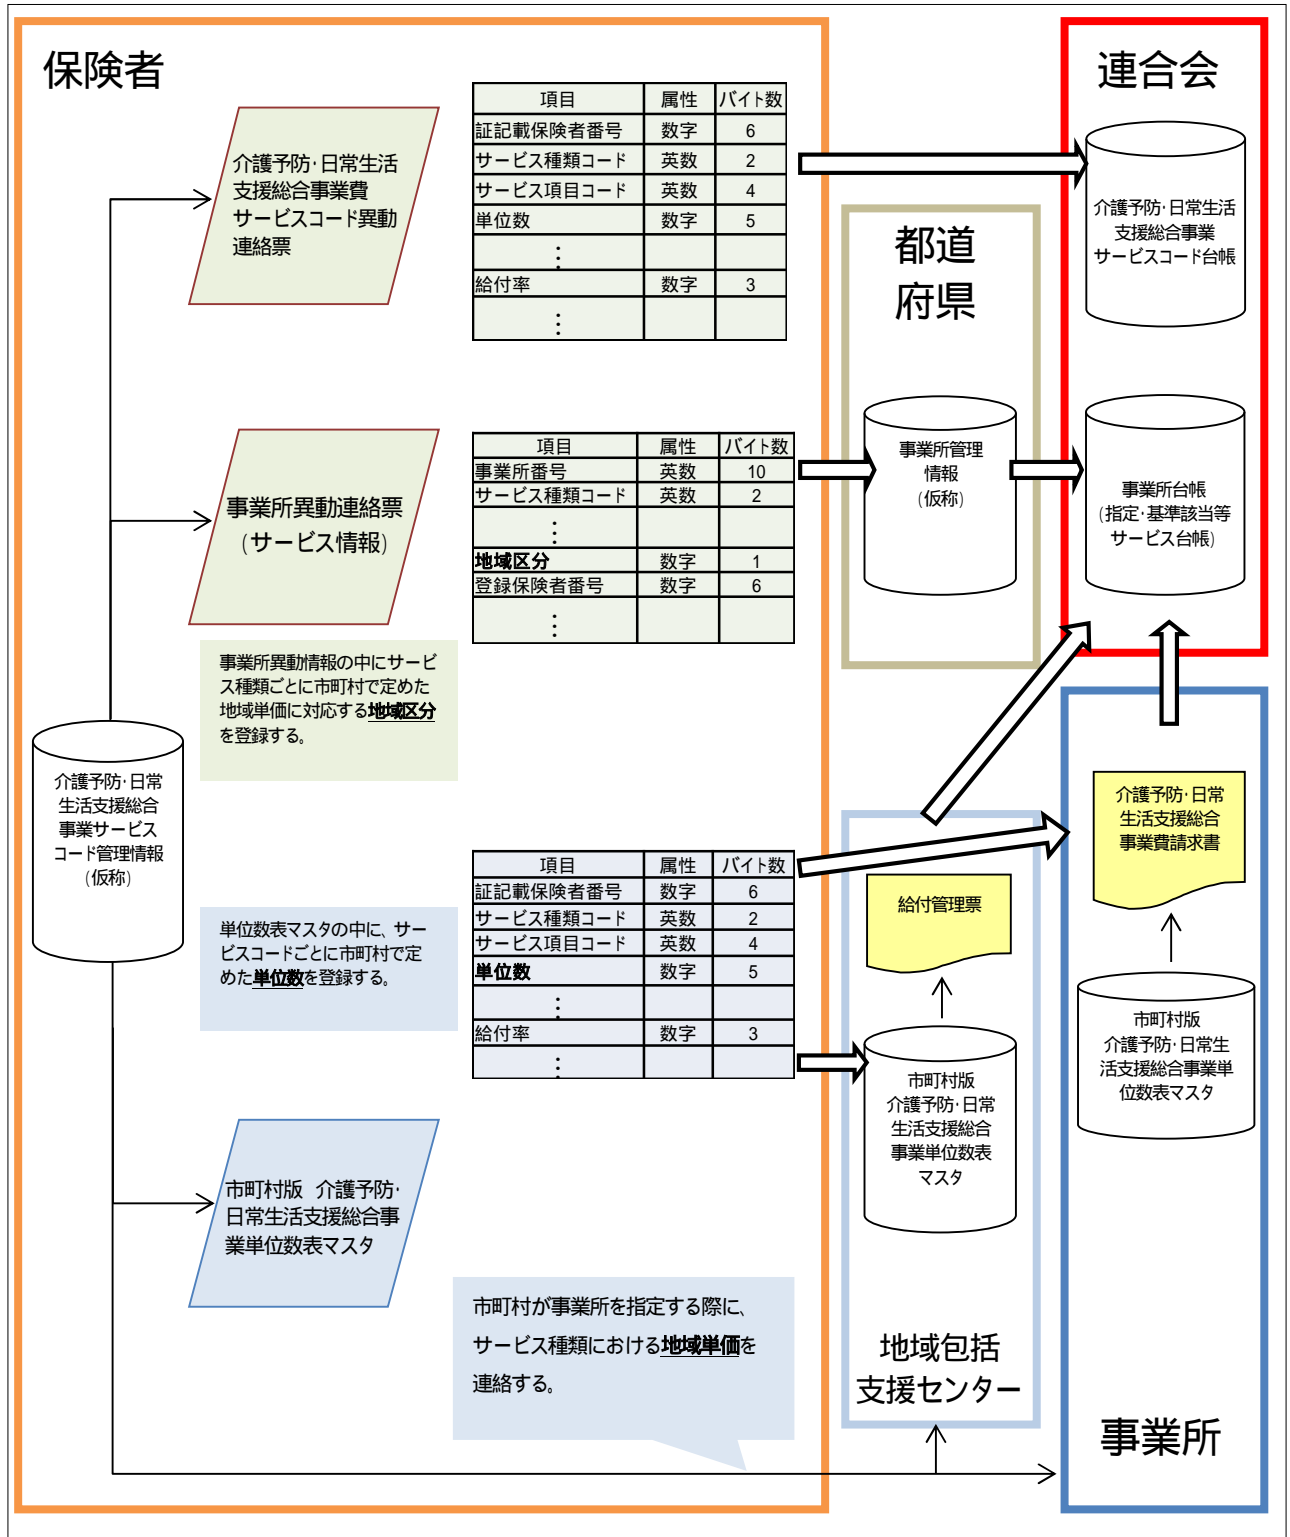 保険者
介護予防･日常生活
支援総合事業費
サービスコード異動
連絡票
項目 属性 バイト数
証記載保険者番号 数字 6
サービス種類コード 英数 2
サービス項目コード 英数 4
単位数 数字 5
：
給付率 数字 3
：
連合会
介護予防･日常生活
支援総合事業
サービスコード台帳
都道
府県
事業所管理
情報
(仮称)
事業所台帳
(指定･基準該当等
サービス台帳)
事業所異動連絡票
(サービス情報)
項目 属性 バイト数
事業所番号 英数 10
サービス種類コード 英数 2
：
地域区分 数字 1
登録保険者番号 数字 6
：
事業所異動情報の中にサービ
ス種類ごとに市町村で定めた
地域単価に対応する地域区分
を登録する。
介護予防･日常
生活支援総合
事業サービス
コード管理情報
(仮称)
単位数表マスタの中に、サー
ビスコードごとに市町村で定
めた単位数を登録する。
項目 属性 バイト数
証記載保険者番号 数字 6
サービス種類コード 英数 2
サービス項目コード 英数 4
単位数 数字 5
：
給付率 数字 3
：
市町村版 介護予防･
日常生活支援総合事
業単位数表マスタ
市町村が事業所を指定する際に、
サービス種類における地域単価を
連絡する。
給付管理票
市町村版
介護予防･日常
生活支援総合
事業単位数表
マスタ
地域包括
支援センター
介護予防･日常
生活支援総合
事業費請求書
市町村版
介護予防･日常生
活支援総合事業単
位数表マスタ
事業所